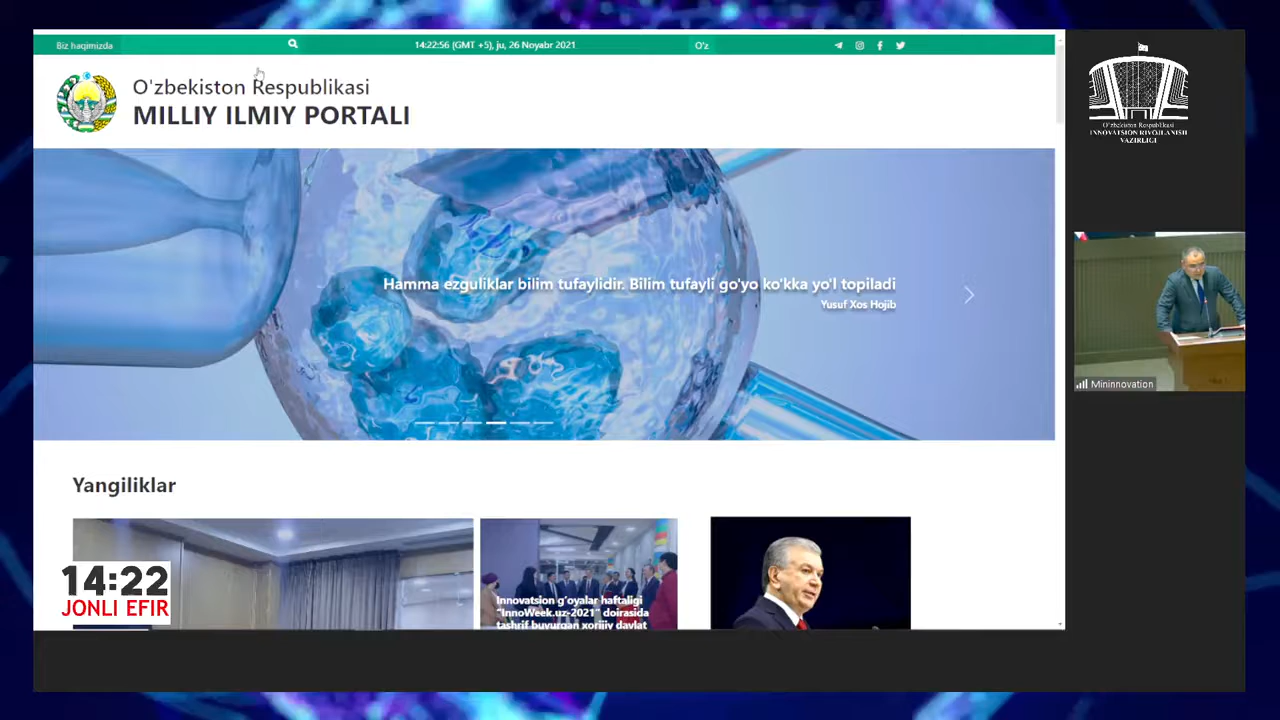 Biz haqimizda
14:22:56 (GMT +5), ju, 26 Noyabr 2021
O'z
O'zbekiston Respublikasi
MILLIY ILMIY PORTALI
Hamma ezguliklar bilim tufaylidir. Bilim tufayli go'yo ko'kka yo'l topiladi
Yusuf Xos Hojib
Yangiliklar
Innovatsion g'oyalar haftaligi
"InnoWeek.uz-2021" doirasida
tashrif buyurgan xorijiy davlat
14:22
JONLI EFIR
O'zbekiston Respublikasi
INNOVATSION RIVOJLANISH
VAZIRLIGI
Mininnovation